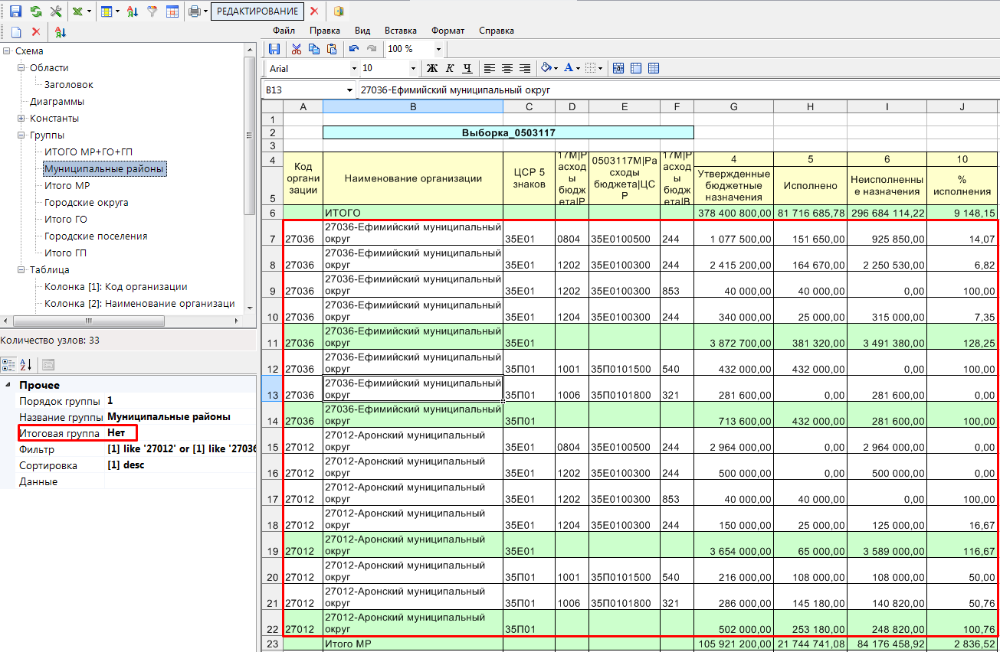 РЕДАКТИРОВАНИЕ
Файл Правка Вид Вставка Формат Справка
100 %
Arial 10 Ж К Ч
B13 27036-Ефимийский муниципальный округ
Схема
Области
Заголовок
Диаграммы
Константы
Группы
ИТОГО МР+ГО+ГП
Муниципальные районы
Итого МР
Городские округа
Итого ГО
Городские поселения
Итого ГП
Таблица
Колонка [1]: Код организации
Колонка [2]: Наименование организаци
Количество узлов: 33
Прочее
Порядок группы 1
Название группы Муниципальные районы
Итоговая группа Нет
Фильтр [1] like '27012' or [1] like '27036
Сортировка [1] desc
Данные
A B C D E F G H I J
1
2 Выборка_0503117
3
4 Код организации Наименование организации ЦСР 5 знаков 17М|Расходы бюджета|Р 0503117М|Расходы бюджета|ЦСР 17М|Расходы бюджета|В 4 5 6 10
5 Утвержденные бюджетные назначения Исполнено Неисполненные назначения % исполнения
6 ИТОГО 378 400 800,00 81 716 685,78 296 684 114,22 9 148,15
7 27036 27036-Ефимийский муниципальный округ 35Е01 0804 35Е0100500 244 1 077 500,00 151 650,00 925 850,00 14,07
8 27036 27036-Ефимийский муниципальный округ 35Е01 1202 35Е0100300 244 2 415 200,00 164 670,00 2 250 530,00 6,82
9 27036 27036-Ефимийский муниципальный округ 35Е01 1202 35Е0100300 853 40 000,00 40 000,00 0,00 100,00
10 27036 27036-Ефимийский муниципальный округ 35Е01 1204 35Е0100300 244 340 000,00 25 000,00 315 000,00 7,35
11 27036 27036-Ефимийский муниципальный округ 35Е01 3 872 700,00 381 320,00 3 491 380,00 128,25
12 27036 27036-Ефимийский муниципальный округ 35П01 1001 35П0101500 540 432 000,00 432 000,00 0,00 100,00
13 27036 27036-Ефимийский муниципальный округ 35П01 1006 35П0101800 321 281 600,00 0,00 281 600,00 0,00
14 27036 27036-Ефимийский муниципальный округ 35П01 713 600,00 432 000,00 281 600,00 100,00
15 27012 27012-Аронский муниципальный округ 35Е01 0804 35Е0100500 244 2 964 000,00 0,00 2 964 000,00 0,00
16 27012 27012-Аронский муниципальный округ 35Е01 1202 35Е0100300 244 500 000,00 0,00 500 000,00 0,00
17 27012 27012-Аронский муниципальный округ 35Е01 1202 35Е0100300 853 40 000,00 40 000,00 0,00 100,00
18 27012 27012-Аронский муниципальный округ 35Е01 1204 35Е0100300 244 150 000,00 25 000,00 125 000,00 16,67
19 27012 27012-Аронский муниципальный округ 35Е01 3 654 000,00 65 000,00 3 589 000,00 116,67
20 27012 27012-Аронский муниципальный округ 35П01 1001 35П0101500 540 216 000,00 108 000,00 108 000,00 50,00
21 27012 27012-Аронский муниципальный округ 35П01 1006 35П0101800 321 286 000,00 145 180,00 140 820,00 50,76
22 27012 27012-Аронский муниципальный округ 35П01 502 000,00 253 180,00 248 820,00 100,76
23 Итого МР 105 921 200,00 21 744 741,08 84 176 458,92 2 836,52